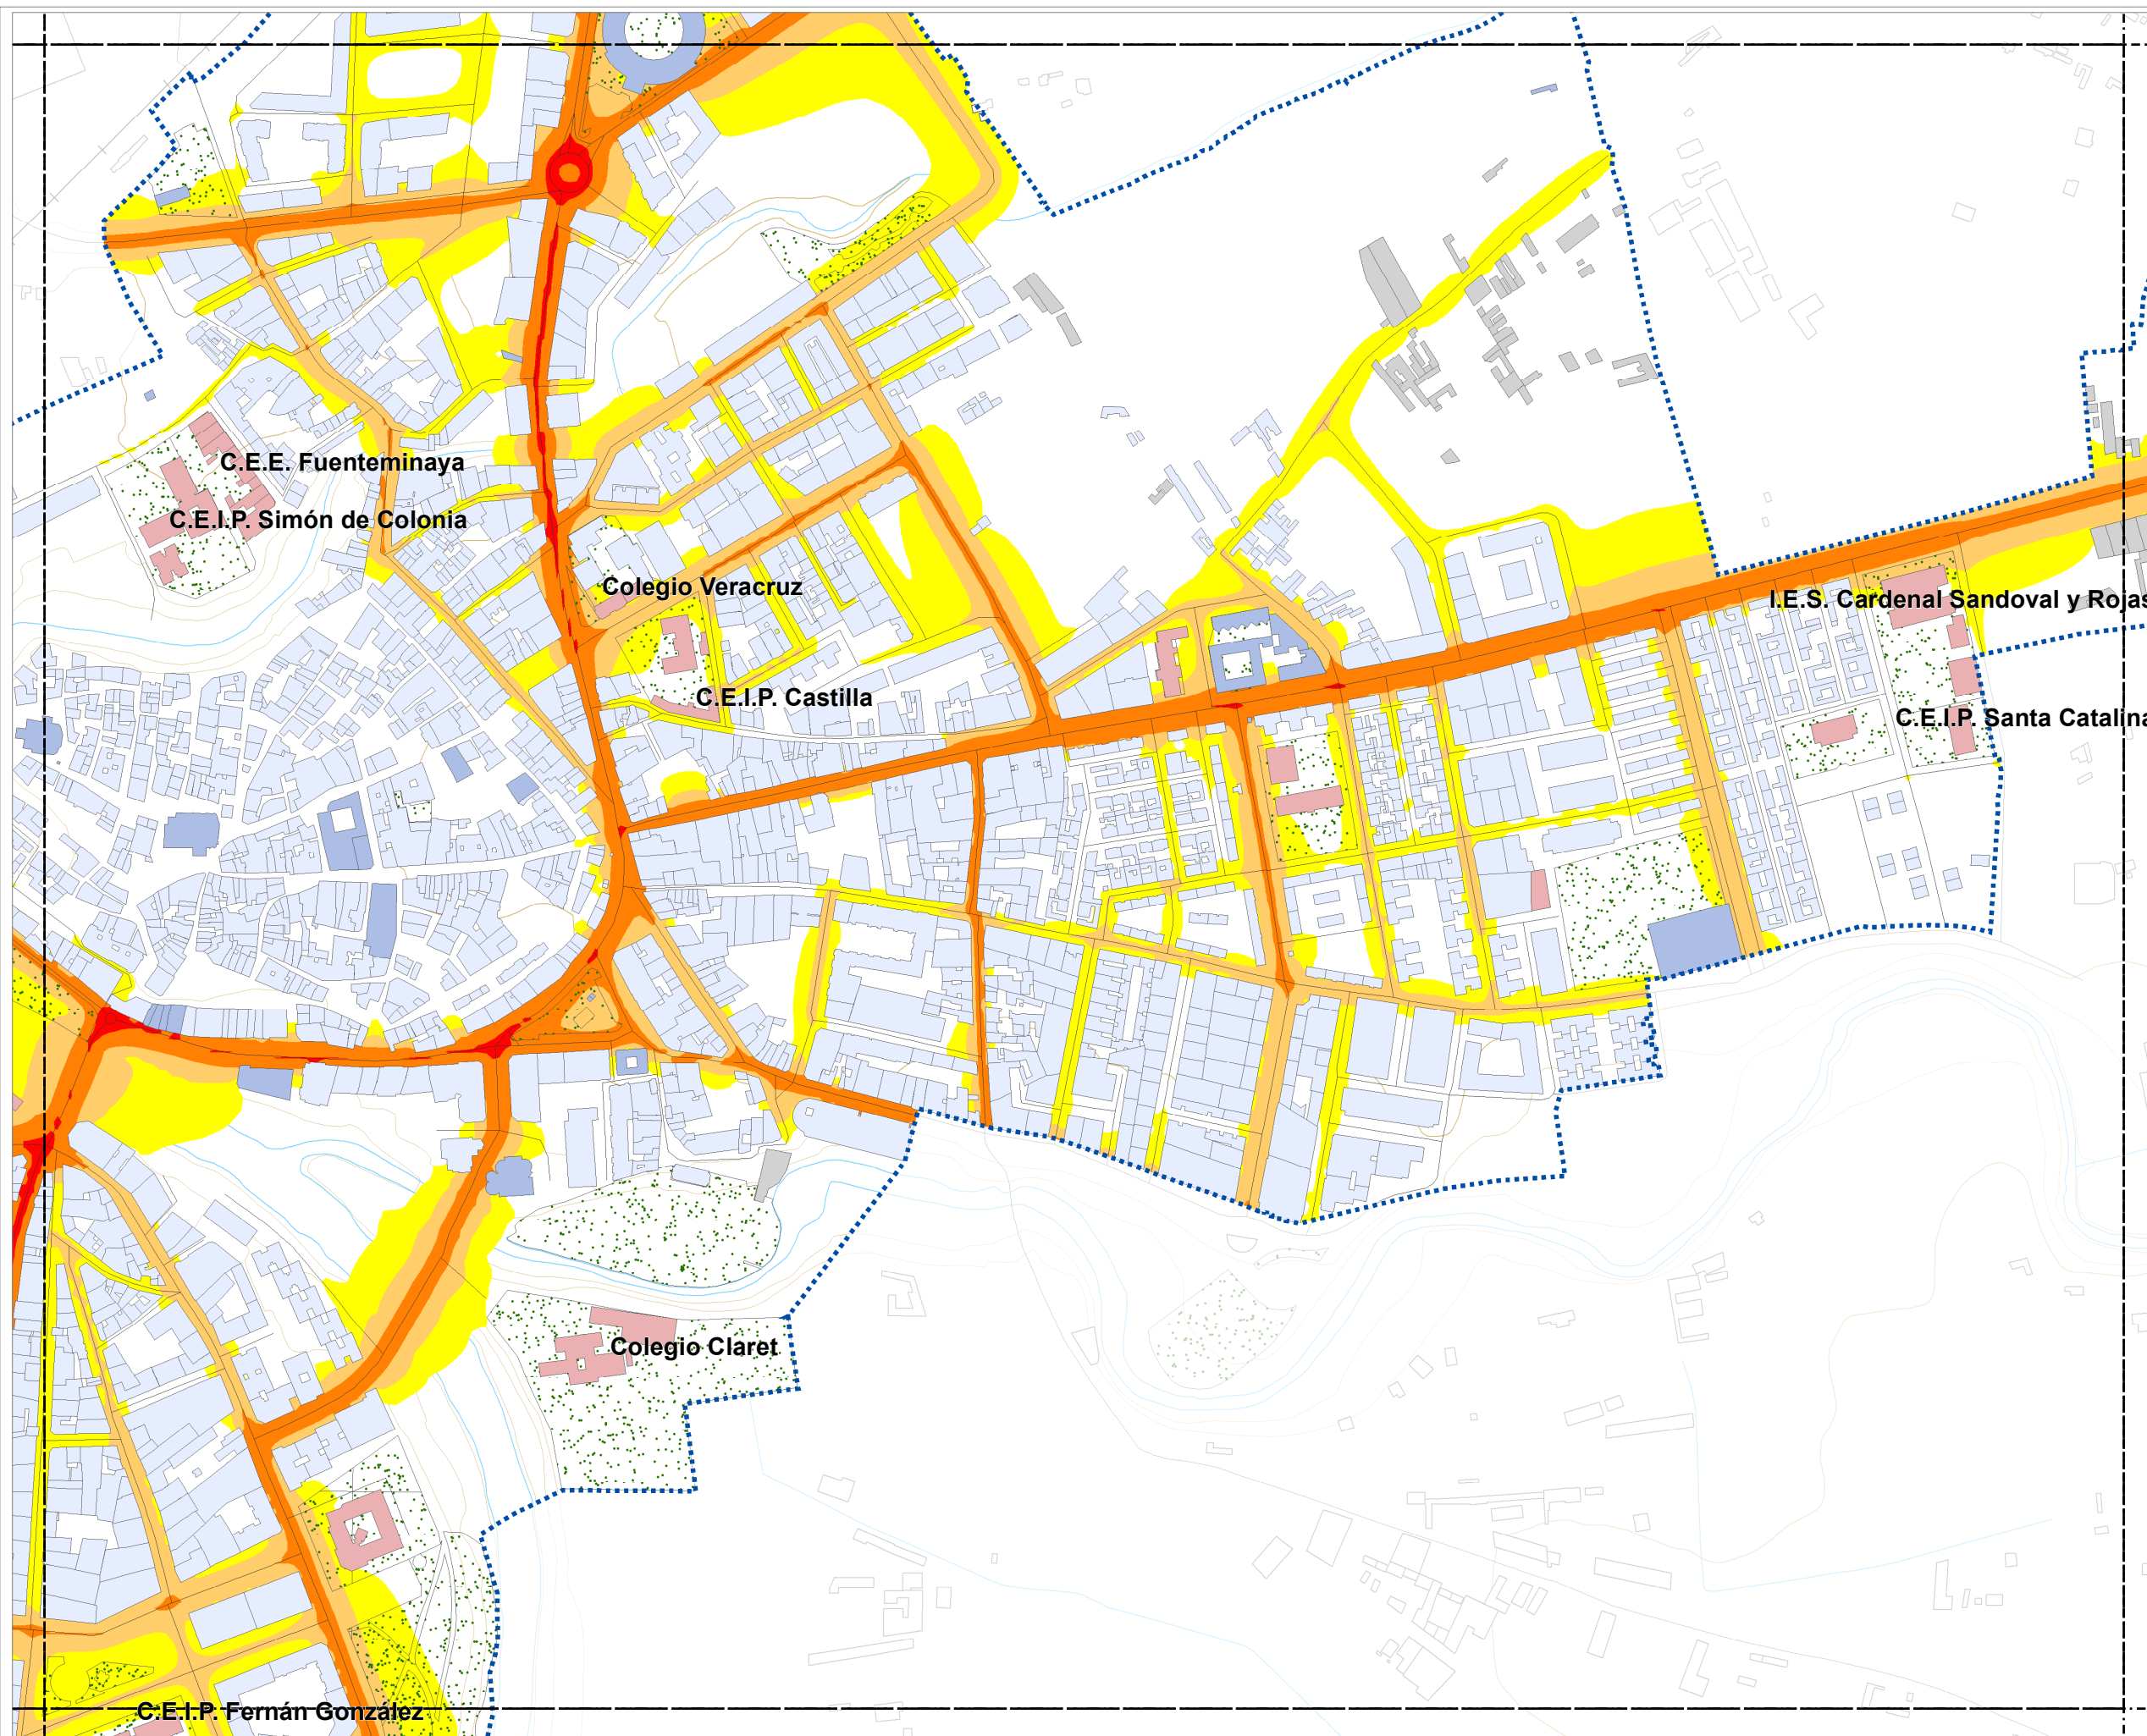 C.E.E. Fuenteminaya
C.E.I.P. Simón de Colonia
Colegio Veracruz
I.E.S. Cardenal Sandoval y Rojas
C.E.I.P. Castilla
C.E.I.P. Santa Catalina
Colegio Claret
C.E.I.P. Fernán González